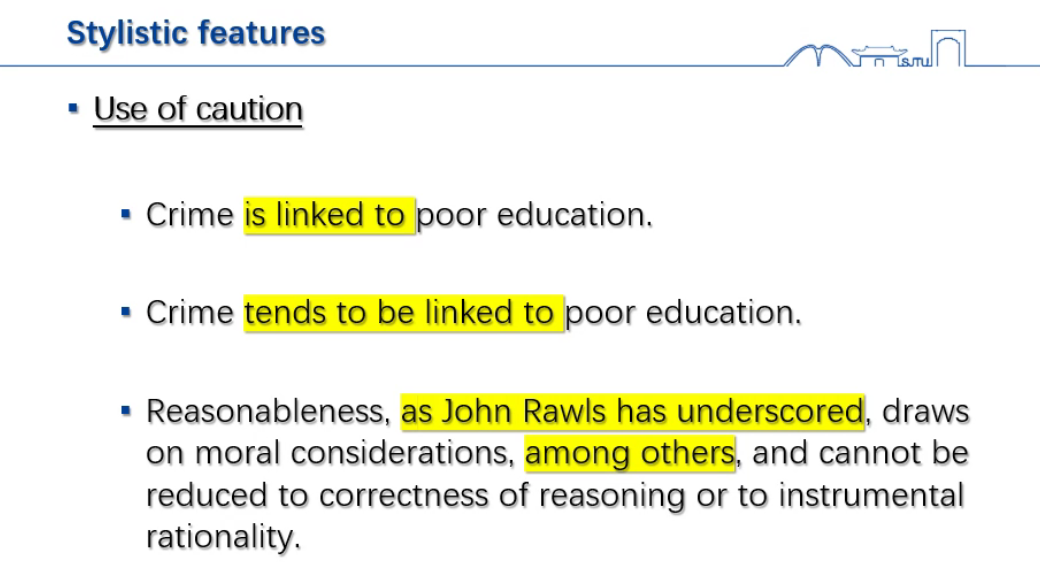 Stylistic features
Use of caution
Crime is linked to poor education.
Crime tends to be linked to poor education.
Reasonableness, as John Rawls has underscored, draws
on moral considerations, among others, and cannot be
reduced to correctness of reasoning or to instrumental
rationality.